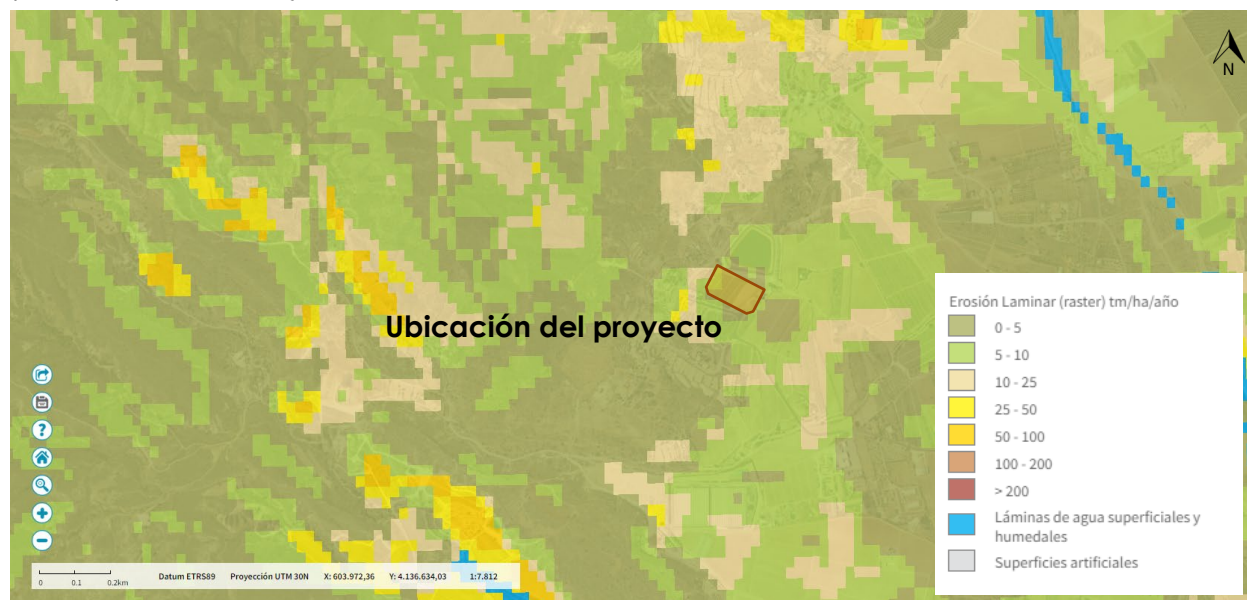 N
Ubicación del proyecto
Erosión Laminar (raster) tm/ha/año
0 - 5
5 - 10
10 - 25
25 - 50
50 - 100
100 - 200
> 200
Láminas de agua superficiales y
humedales
Superficies artificiales
?
0 0.1 0.2km Datum ETRS89 Proyección UTM 30N X: 603.972,36 Y: 4.136.634,03 1:7.812